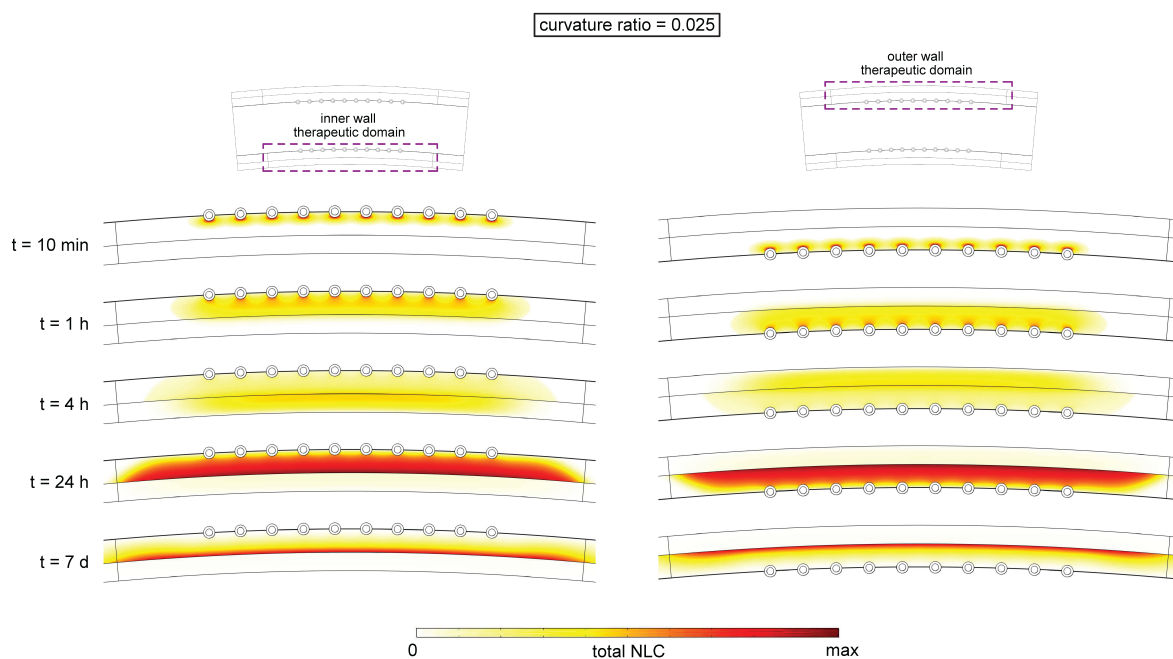 curvature ratio = 0.025
inner wall
therapeutic domain
outer wall
therapeutic domain
t = 10 min
t = 1 h
t = 4 h
t = 24 h
t = 7 d
0 total NLC max